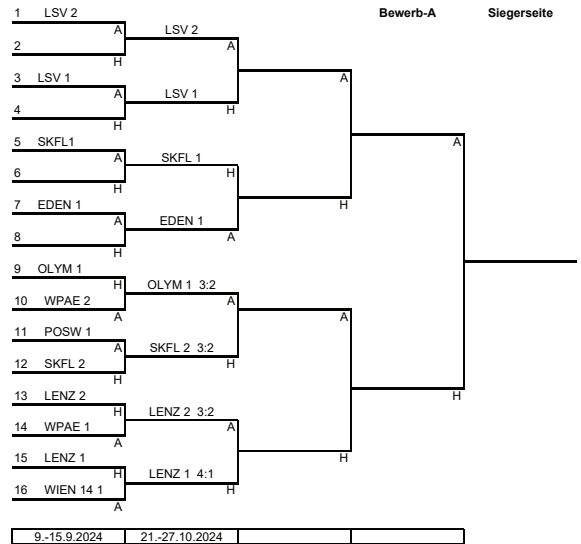 Bewerb-A Siegerseite
1 LSV 2
A LSV 2
2 A
H
A
3 LSV 1
A LSV 1
4 H
H
A
5 SKFL1
A SKFL 1
6 H
H
H
7 EDEN 1
A EDEN 1
8 A
H
9 OLYM 1
H OLYM 1 3:2
10 WPAE 2 A
A
A
11 POSW 1
A SKFL 2 3:2
12 SKFL 2 H
H
H
13 LENZ 2
H LENZ 2 3:2
14 WPAE 1 A
A
H
15 LENZ 1
H LENZ 1 4:1
16 WIEN 14 1 H
A
9.-15.9.2024 21.-27.10.2024